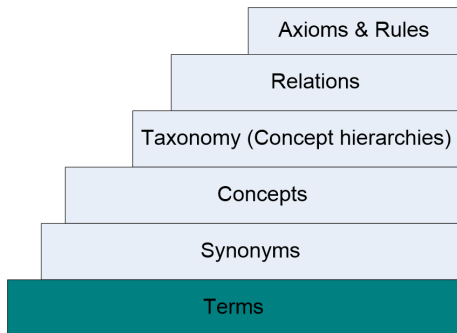 Axioms & Rules
Relations
Taxonomy (Concept hierarchies)
Concepts
Synonyms
Terms